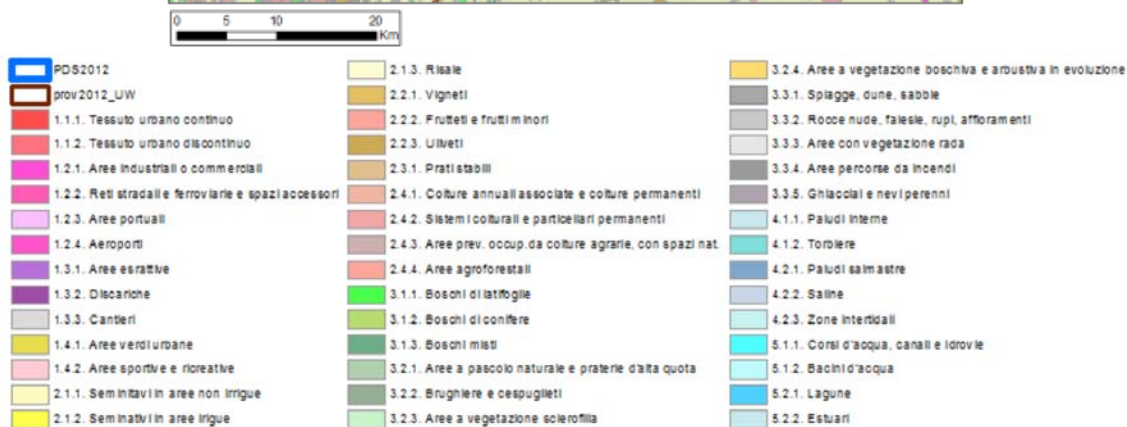 0 5 10 20
Km
PDS2012
prov2012_UW
1.1.1. Tessuto urbano continuo
1.1.2. Tessuto urbano discontinuo
1.2.1. Aree industriali o commerciali
1.2.2. Reti stradali e ferroviarie e spazi accessori
1.2.3. Aree portuali
1.2.4. Aeroporti
1.3.1. Aree esrattive
1.3.2. Discariche
1.3.3. Cantieri
1.4.1. Aree verdi urbane
1.4.2. Aree sportive e ricreative
2.1.1. Seminitavi in aree non irrigue
2.1.2. Seminativi in aree irigue
2.1.3. Risaie
2.2.1. Vigneti
2.2.2. Frutteti e frutti minori
2.2.3. Uliveti
2.3.1. Prati stabili
2.4.1. Colture annuali associate e colture permanenti
2.4.2. Sistemi colturali e particellari permanenti
2.4.3. Aree prev. occup.da colture agrarie, con spazi nat.
2.4.4. Aree agroforestali
3.1.1. Boschi di latifoglie
3.1.2. Boschi di conifere
3.1.3. Boschi misti
3.2.1. Aree a pascolo naturale e praterie d'alta quota
3.2.2. Brughiere e cespuglieti
3.2.3. Aree a vegetazione sclerofilla
3.2.4. Aree a vegetazione boschiva e arbustiva in evoluzione
3.3.1. Spiagge, dune, sabbie
3.3.2. Rocce nude, falesie, rupi, affioramenti
3.3.3. Aree con vegetazione rada
3.3.4. Aree percorse da incendi
3.3.5. Ghiacciai e nevi perenni
4.1.1. Paludi interne
4.1.2. Torbiere
4.2.1. Paludi salmastre
4.2.2. Saline
4.2.3. Zone intertidali
5.1.1. Corsi d'acqua, canali e idrovie
5.1.2. Bacini d'acqua
5.2.1. Lagune
5.2.2. Estuari